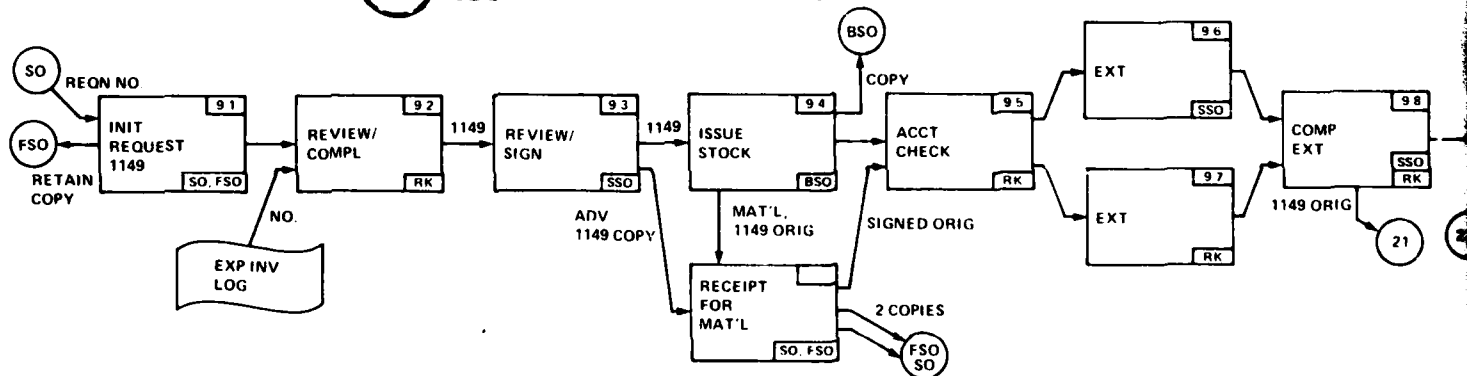 SO
REQN NO.
FSO
RETAIN
COPY
91
INIT
REQUEST
1149
SO, FSO
92
REVIEW/
COMPL
RK
NO.
EXP INV
LOG
1149
93
REVIEW/
SIGN
SSO
1149
ADV
1149 COPY
94
ISSUE
STOCK
BSO
BSO
COPY
MAT'L,
1149 ORIG
RECEIPT
FOR
MAT'L
SO, FSO
SIGNED ORIG
2 COPIES
FSO
SO
95
ACCT
CHECK
RK
96
EXT
SSO
97
EXT
RK
98
COMP
EXT
SSO
RK
1149 ORIG
21